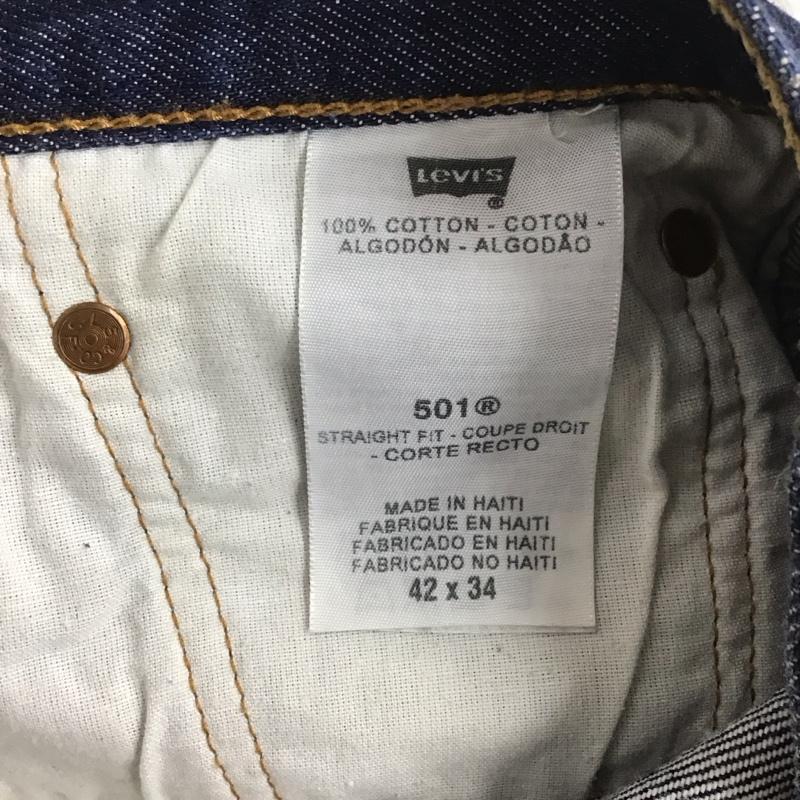 Levi's
®
100% COTTON - COTON -
ALGODÓN - ALGODÃO
501®
STRAIGHT FIT - COUPE DROIT
- CORTE RECTO
MADE IN HAITI
FABRIQUE EN HAITI
FABRICADO EN HAITI
FABRICADO NO HAITI
42 x 34